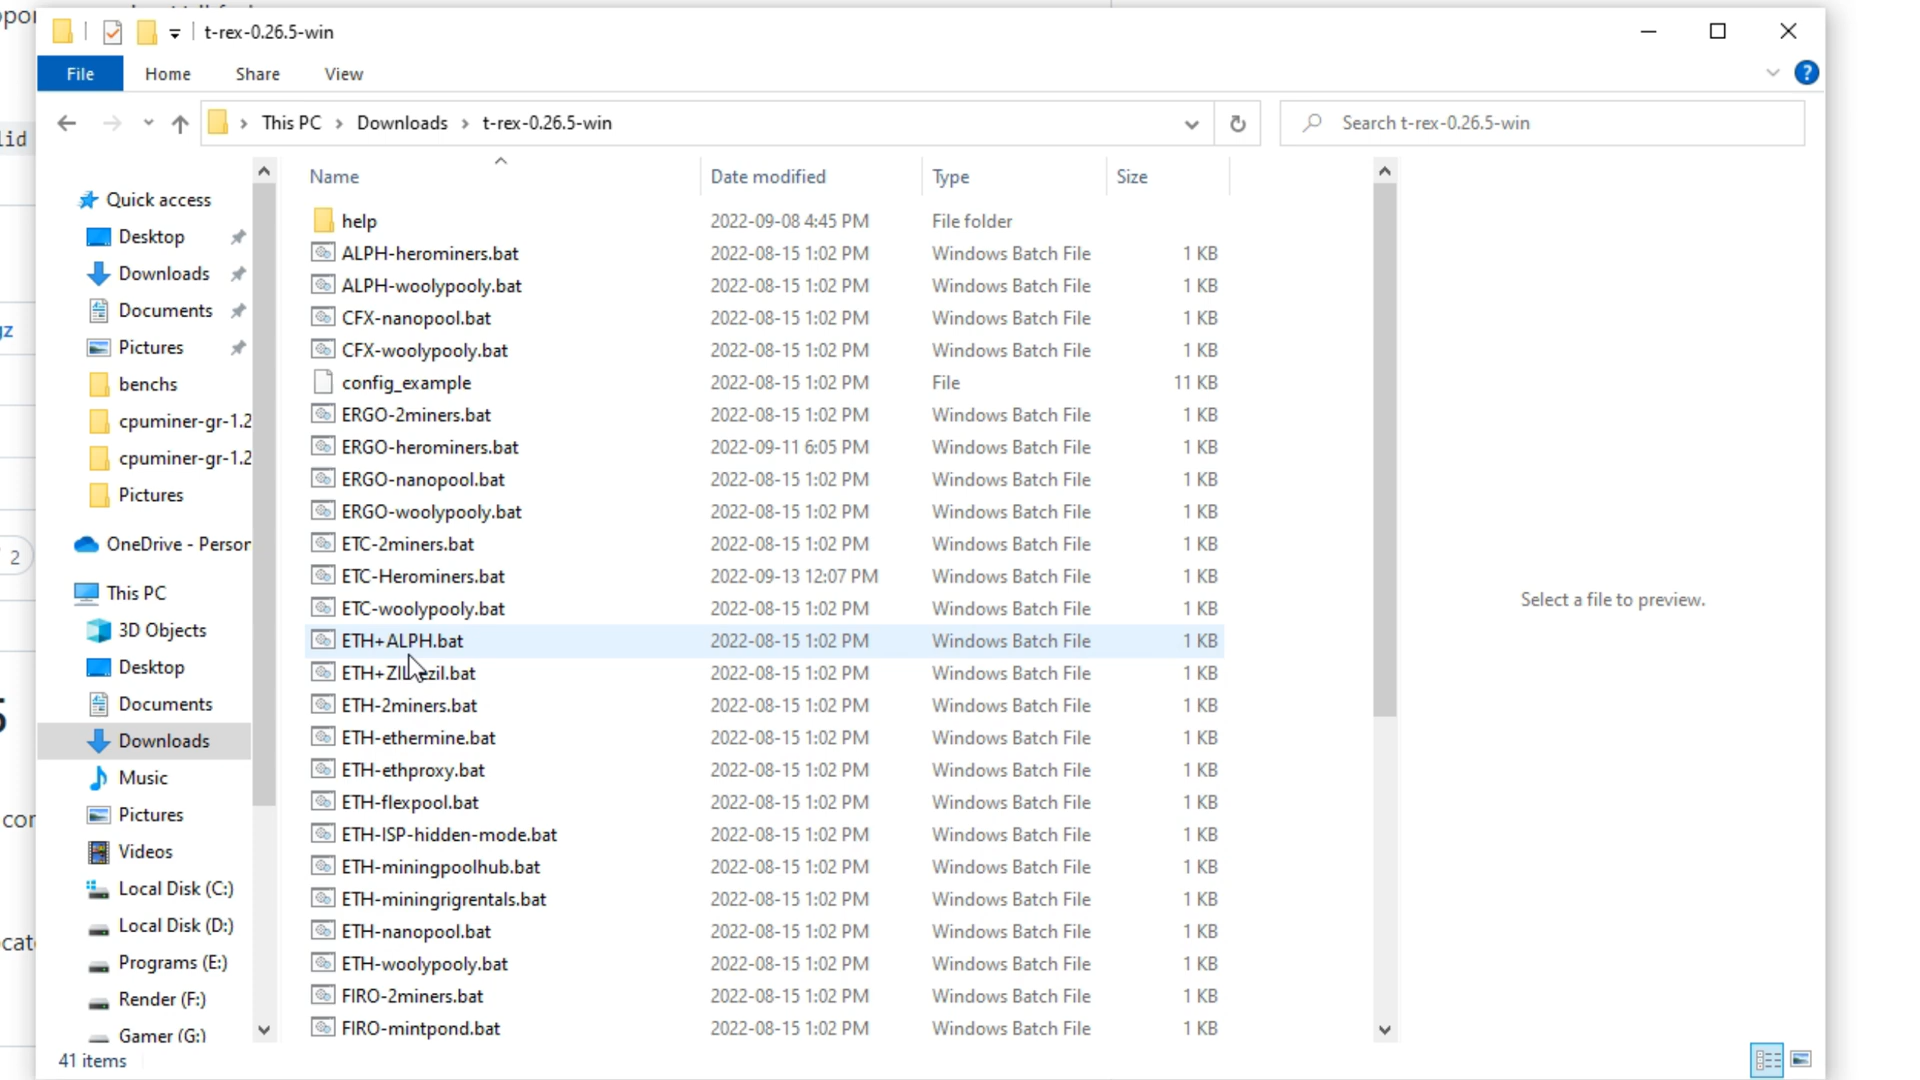 t-rex-0.26.5-win
File Home Share View
This PC Downloads t-rex-0.26.5-win
Search t-rex-0.26.5-win
Quick access
Desktop
Downloads
Documents
Pictures
benchs
cpuminer-gr-1.2
cpuminer-gr-1.2
Pictures
OneDrive - Person
This PC
3D Objects
Desktop
Documents
Downloads
Music
Pictures
Videos
Local Disk (C:)
Local Disk (D:)
Programs (E:)
Render (F:)
Gamer (G:)
Name Date modified Type Size
help 2022-09-08 4:45 PM File folder
ALPH-herominers.bat 2022-08-15 1:02 PM Windows Batch File 1 KB
ALPH-woolypooly.bat 2022-08-15 1:02 PM Windows Batch File 1 KB
CFX-nanopool.bat 2022-08-15 1:02 PM Windows Batch File 1 KB
CFX-woolypooly.bat 2022-08-15 1:02 PM Windows Batch File 1 KB
config_example 2022-08-15 1:02 PM File 11 KB
ERGO-2miners.bat 2022-08-15 1:02 PM Windows Batch File 1 KB
ERGO-herominers.bat 2022-09-11 6:05 PM Windows Batch File 1 KB
ERGO-nanopool.bat 2022-08-15 1:02 PM Windows Batch File 1 KB
ERGO-woolypooly.bat 2022-08-15 1:02 PM Windows Batch File 1 KB
ETC-2miners.bat 2022-08-15 1:02 PM Windows Batch File 1 KB
ETC-Herominers.bat 2022-09-13 12:07 PM Windows Batch File 1 KB
ETC-woolypooly.bat 2022-08-15 1:02 PM Windows Batch File 1 KB
ETH+ALPH.bat 2022-08-15 1:02 PM Windows Batch File 1 KB
2022-08-15 1:02 PM Windows Batch File 1 KB
ETH-2miners.bat 2022-08-15 1:02 PM Windows Batch File 1 KB
ETH-ethermine.bat 2022-08-15 1:02 PM Windows Batch File 1 KB
ETH-ethproxy.bat 2022-08-15 1:02 PM Windows Batch File 1 KB
ETH-flexpool.bat 2022-08-15 1:02 PM Windows Batch File 1 KB
ETH-ISP-hidden-mode.bat 2022-08-15 1:02 PM Windows Batch File 1 KB
ETH-miningpoolhub.bat 2022-08-15 1:02 PM Windows Batch File 1 KB
ETH-miningrigrentals.bat 2022-08-15 1:02 PM Windows Batch File 1 KB
ETH-nanopool.bat 2022-08-15 1:02 PM Windows Batch File 1 KB
ETH-woolypooly.bat 2022-08-15 1:02 PM Windows Batch File 1 KB
FIRO-2miners.bat 2022-08-15 1:02 PM Windows Batch File 1 KB
FIRO-mintpond.bat 2022-08-15 1:02 PM Windows Batch File 1 KB
Select a file to preview.
41 items